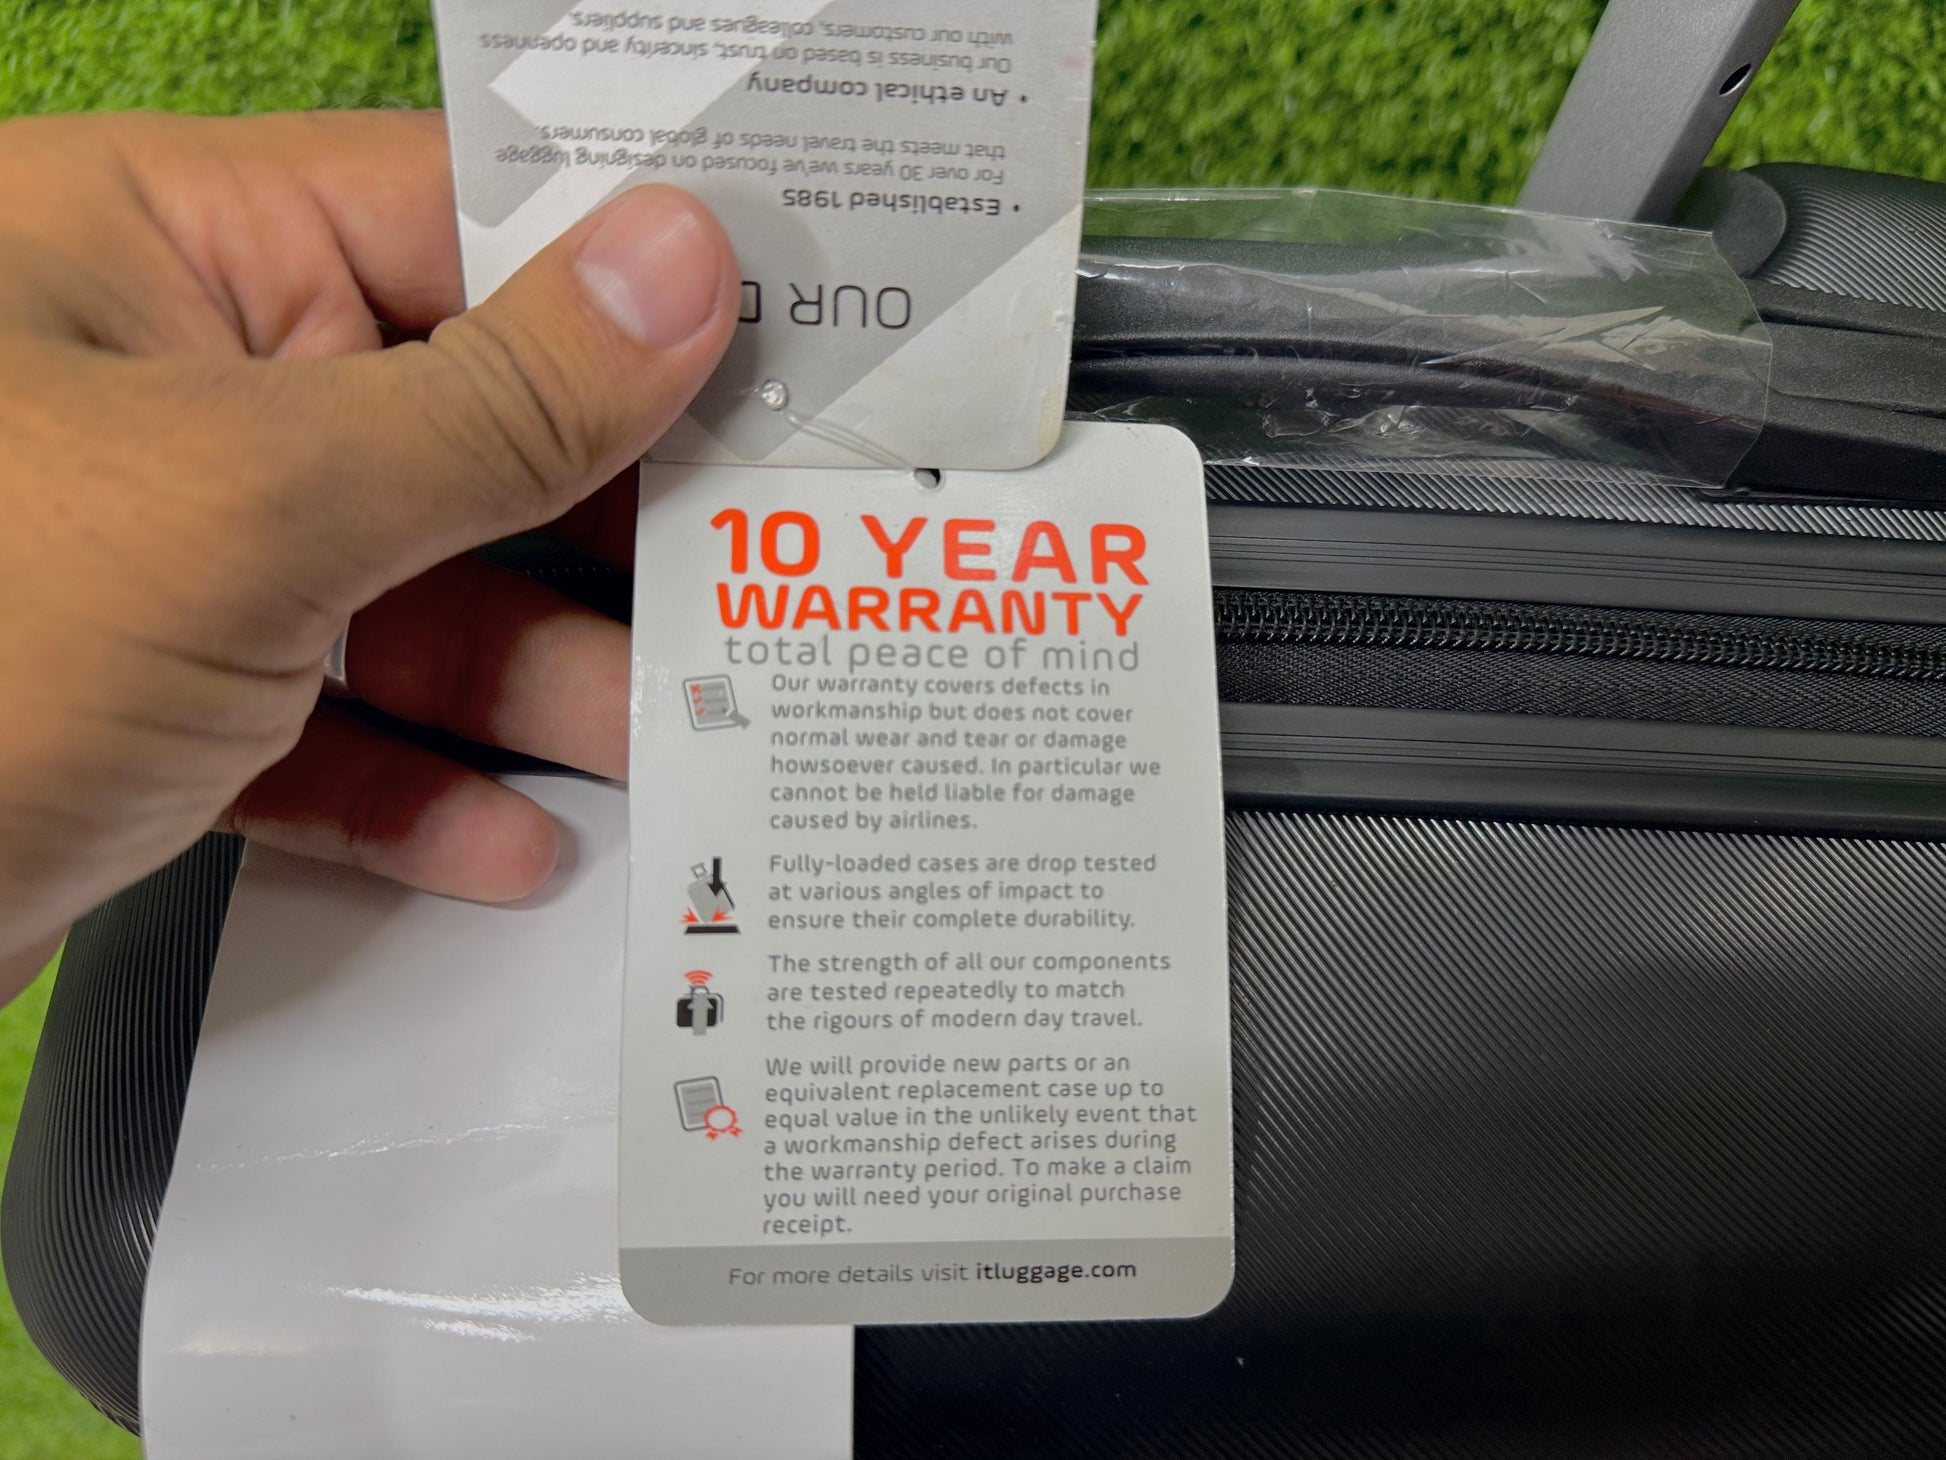 OUR
• Established 1985
For over 30 years we've focused on designing luggage
that meets the travel needs of global consumers.
• An ethical company
Our business is based on trust, sincerity and openness
with our customers, colleagues and suppliers.
10 YEAR
WARRANTY
total peace of mind
Our warranty covers defects in
workmanship but does not cover
normal wear and tear or damage
howsoever caused. In particular we
cannot be held liable for damage
caused by airlines.
Fully-loaded cases are drop tested
at various angles of impact to
ensure their complete durability.
The strength of all our components
are tested repeatedly to match
the rigours of modern day travel.
We will provide new parts or an
equivalent replacement case up to
equal value in the unlikely event that
a workmanship defect arises during
the warranty period. To make a claim
you will need your original purchase
receipt.
For more details visit itluggage.com